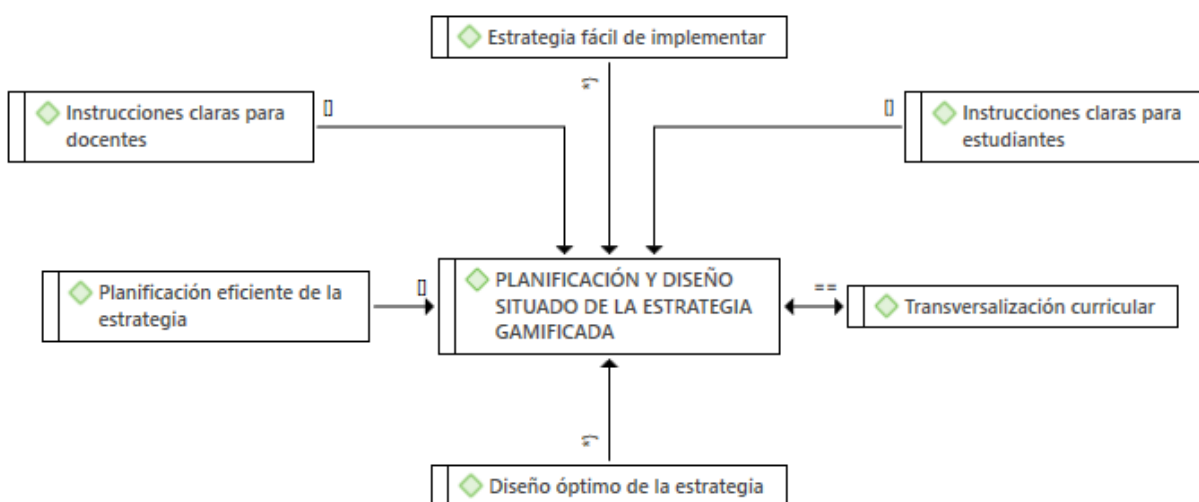 Estrategia fácil de implementar
*}
Instrucciones claras para
docentes
[]
[]
Instrucciones claras para
estudiantes
Planificación eficiente de la
estrategia
[]
PLANIFICACIÓN Y DISEÑO
SITUADO DE LA ESTRATEGIA
GAMIFICADA
==
Transversalización curricular
*}
Diseño óptimo de la estrategia